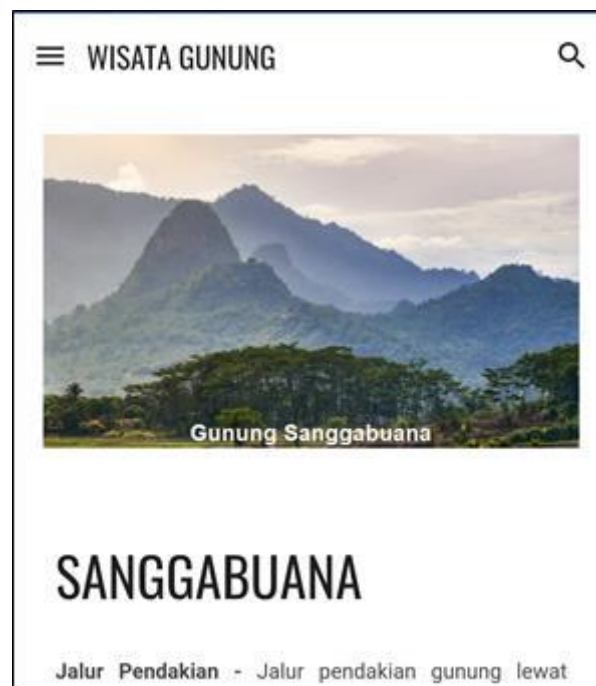 WISATA GUNUNG
Gunung Sanggabuana
SANGGABUANA
Jalur Pendakian - Jalur pendakian gunung lewat